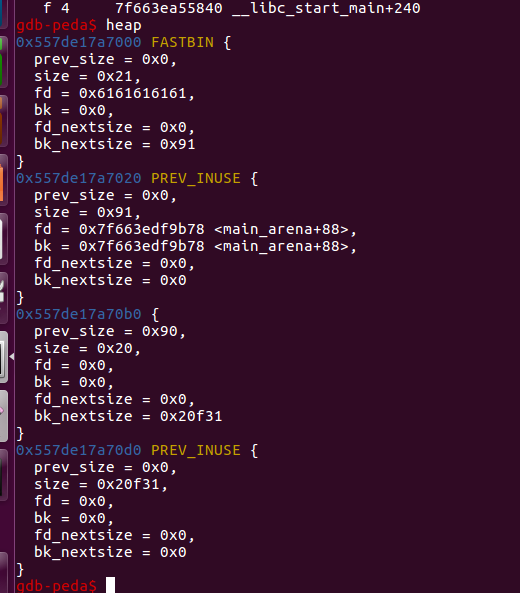 f 4     7f663ea55840 __libc_start_main+240
gdb-peda$ heap
0x557de17a7000 FASTBIN {
  prev_size = 0x0,
  size = 0x21,
  fd = 0x6161616161,
  bk = 0x0,
  fd_nextsize = 0x0,
  bk_nextsize = 0x91
}
0x557de17a7020 PREV_INUSE {
  prev_size = 0x0,
  size = 0x91,
  fd = 0x7f663edf9b78 <main_arena+88>,
  bk = 0x7f663edf9b78 <main_arena+88>,
  fd_nextsize = 0x0,
  bk_nextsize = 0x0
}
0x557de17a70b0 {
  prev_size = 0x90,
  size = 0x20,
  fd = 0x0,
  bk = 0x0,
  fd_nextsize = 0x0,
  bk_nextsize = 0x20f31
}
0x557de17a70d0 PREV_INUSE {
  prev_size = 0x0,
  size = 0x20f31,
  fd = 0x0,
  bk = 0x0,
  fd_nextsize = 0x0,
  bk_nextsize = 0x0
}
gdb-peda$